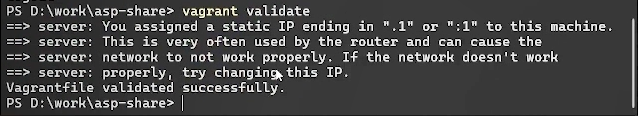 PS D:\work\asp-share> vagrant validate
==> server: You assigned a static IP ending in ".1" or ":1" to this machine.
==> server: This is very often used by the router and can cause the
==> server: network to not work properly. If the network doesn't work
==> server: properly, try changing this IP.
Vagrantfile validated successfully.
PS D:\work\asp-share>